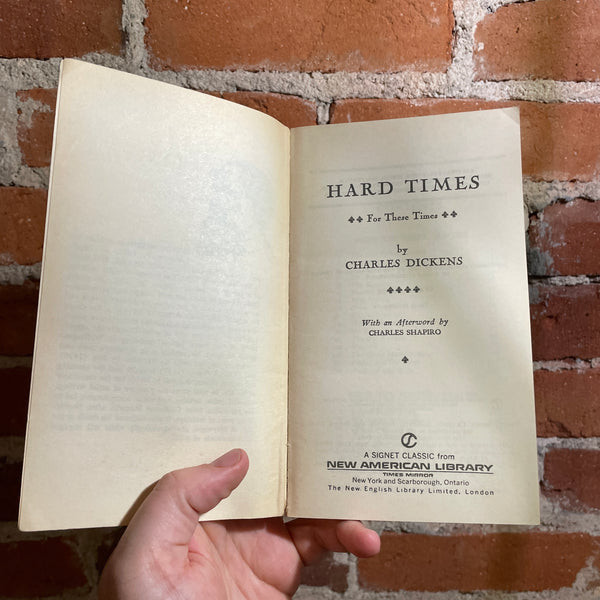 HARD TIMES
♣♣ For These Times ♣♣
by
CHARLES DICKENS
♣♣♣♣
With an Afterword by
CHARLES SHAPIRO
♣
A SIGNET CLASSIC from
NEW AMERICAN LIBRARY
TIMES MIRROR
New York and Scarborough, Ontario
The New English Library Limited, London